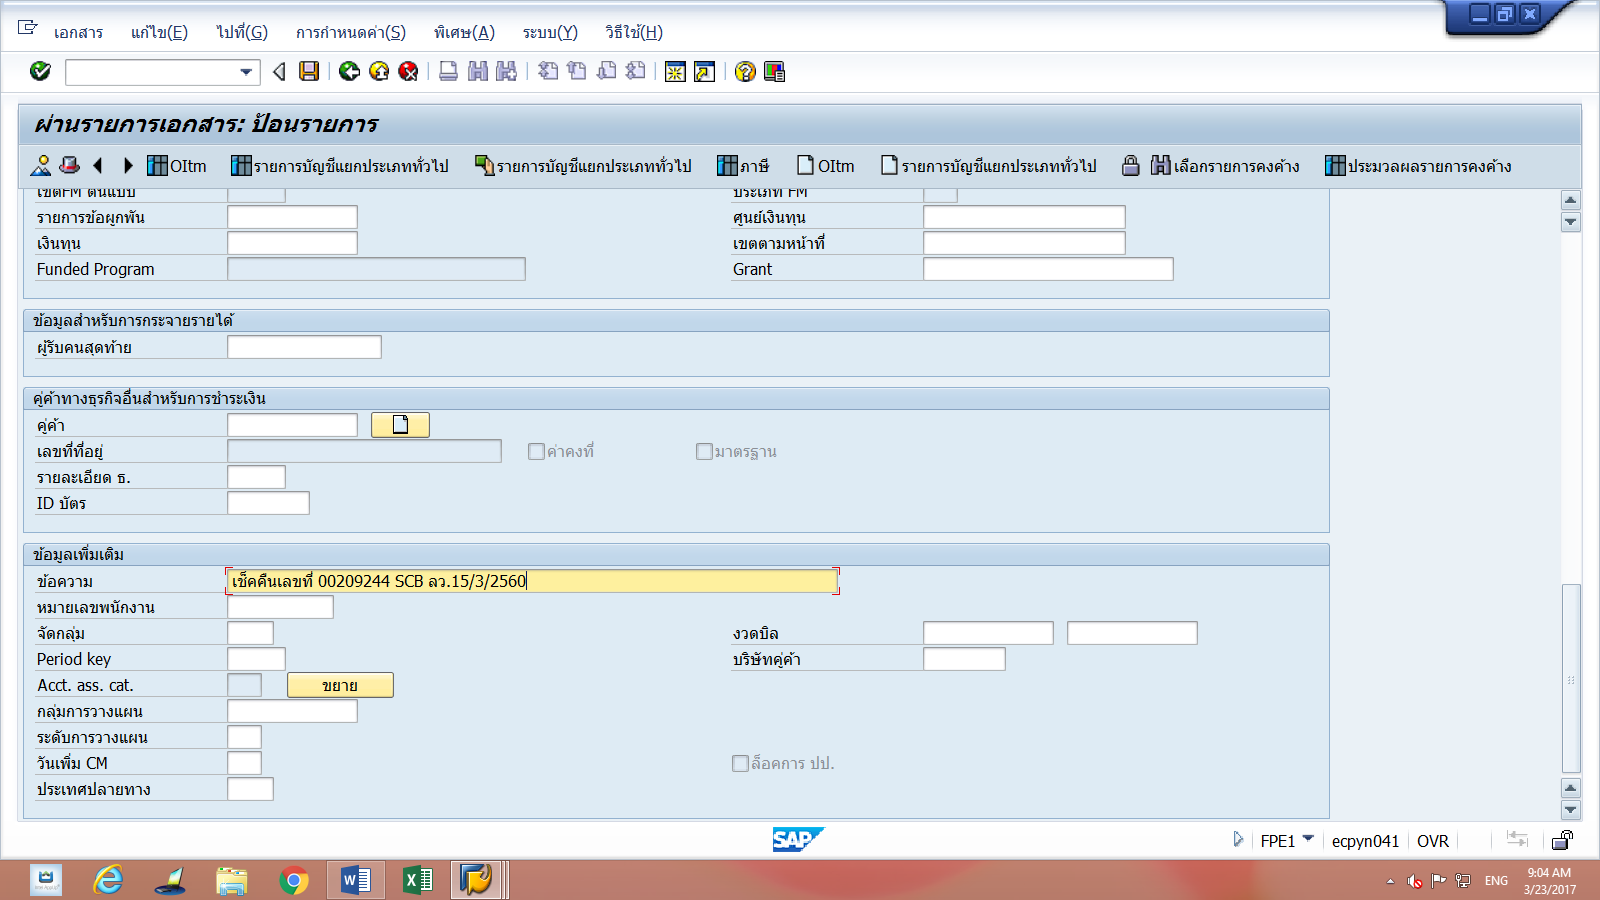 เอกสาร แก้ไข(E) ไปที่(G) การกำหนดค่า(S) พิเศษ(A) ระบบ(Y) วิธีใช้(H)
ผ่านรายการเอกสาร: ป้อนรายการ
OItm รายการบัญชีแยกประเภททั่วไป รายการบัญชีแยกประเภททั่วไป ภาษี OItm รายการบัญชีแยกประเภททั่วไป เลือกรายการคงค้าง ประมวลผลรายการคงค้าง
เขตFM ต้นแบบ ประเภท FM
รายการข้อผูกพัน ศูนย์เงินทุน
เงินทุน เขตตามหน้าที่
Funded Program Grant
ข้อมูลสำหรับการกระจายรายได้
ผู้รับคนสุดท้าย
คู่ค้าทางธุรกิจอื่นสำหรับการชำระเงิน
คู่ค้า
เลขที่ที่อยู่ ค่าคงที่ มาตรฐาน
รายละเอียด ธ.
ID บัตร
ข้อมูลเพิ่มเติม
ข้อความ เช็คคืนเลขที่ 00209244 SCB ลว.15/3/2560
หมายเลขพนักงาน
จัดกลุ่ม งวดบิล
Period key บริษัทคู่ค้า
Acct. ass. cat. ขยาย
กลุ่มการวางแผน
ระดับการวางแผน
วันเพิ่ม CM ล็อคการ ปป.
ประเทศปลายทาง
SAP FPE1 ecpyn041 OVR
ENG 9:04 AM
3/23/2017